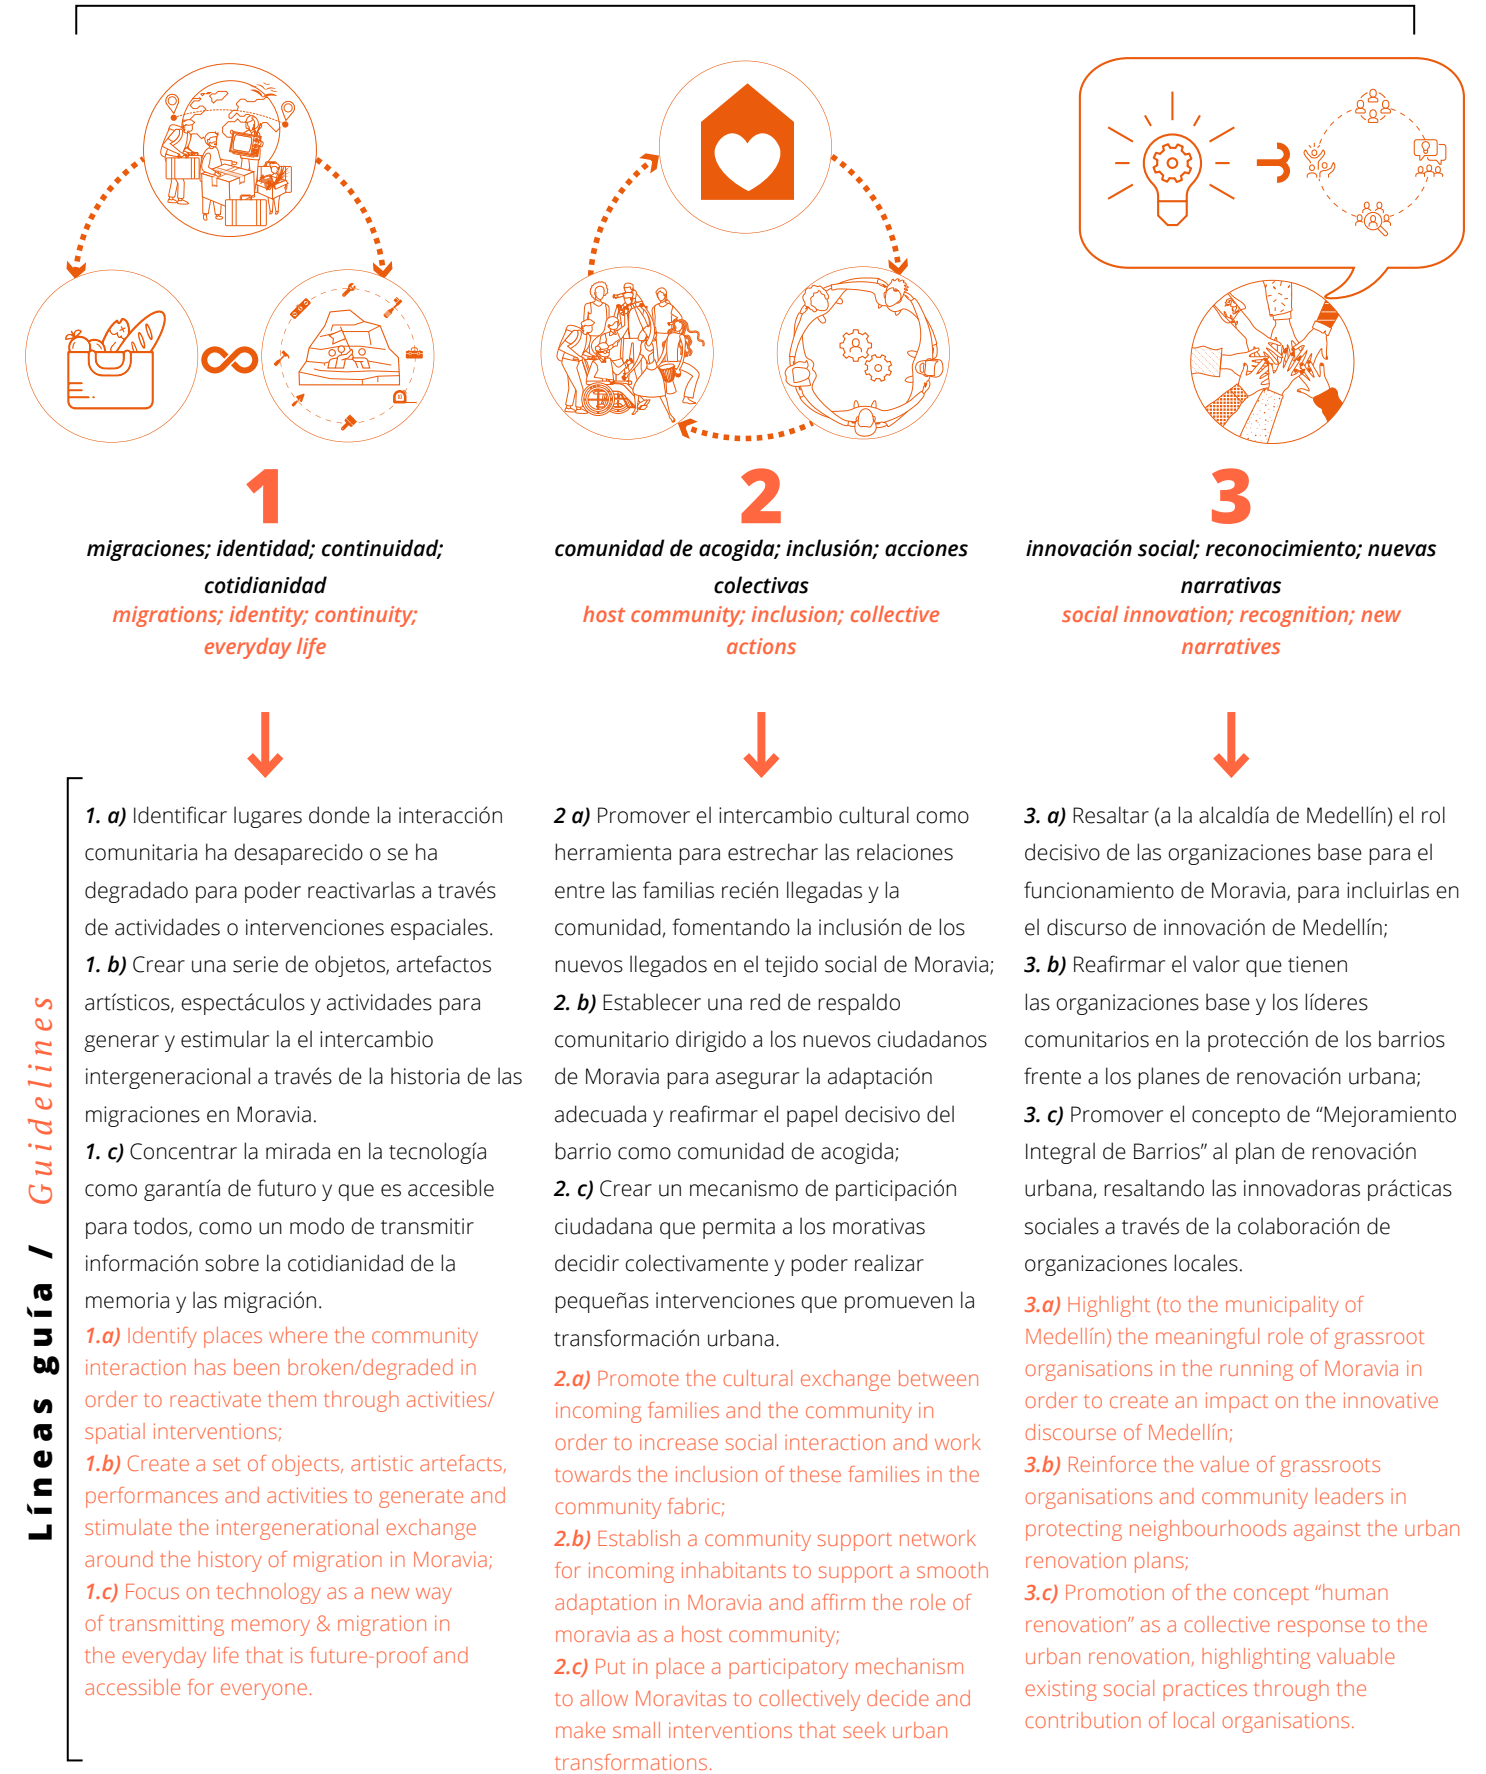 1
migraciones; identidad; continuidad;
cotidianidad
migrations; identity; continuity;
everyday life
2
comunidad de acogida; inclusión; acciones
colectivas
host community; inclusion; collective
actions
3
innovación social; reconocimiento; nuevas
narrativas
social innovation; recognition; new
narratives
Líneas guía / Guidelines
1. a) Identificar lugares donde la interacción
comunitaria ha desaparecido o se ha
degradado para poder reactivarlas a través
de actividades o intervenciones espaciales.
1. b) Crear una serie de objetos, artefactos
artísticos, espectáculos y actividades para
generar y estimular la el intercambio
intergeneracional a través de la historia de las
migraciones en Moravia.
1. c) Concentrar la mirada en la tecnología
como garantía de futuro y que es accesible
para todos, como un modo de transmitir
información sobre la cotidianidad de la
memoria y las migración.
1.a) Identify places where the community
interaction has been broken/degraded in
order to reactivate them through activities/
spatial interventions;
1.b) Create a set of objects, artistic artefacts,
performances and activities to generate and
stimulate the intergenerational exchange
around the history of migration in Moravia;
1.c) Focus on technology as a new way
of transmitting memory & migration in
the everyday life that is future-proof and
accessible for everyone.
2 a) Promover el intercambio cultural como
herramienta para estrechar las relaciones
entre las familias recién llegadas y la
comunidad, fomentando la inclusión de los
nuevos llegados en el tejido social de Moravia;
2. b) Establecer una red de respaldo
comunitario dirigido a los nuevos ciudadanos
de Moravia para asegurar la adaptación
adecuada y reafirmar el papel decisivo del
barrio como comunidad de acogida;
2. c) Crear un mecanismo de participación
ciudadana que permita a los morativas
decidir colectivamente y poder realizar
pequeñas intervenciones que promueven la
transformación urbana.
2.a) Promote the cultural exchange between
incoming families and the community in
order to increase social interaction and work
towards the inclusion of these families in the
community fabric;
2.b) Establish a community support network
for incoming inhabitants to support a smooth
adaptation in Moravia and affirm the role of
moravia as a host community;
2.c) Put in place a participatory mechanism
to allow Moravitas to collectively decide and
make small interventions that seek urban
transformations.
3. a) Resaltar (a la alcaldía de Medellín) el rol
decisivo de las organizaciones base para el
funcionamiento de Moravia, para incluirlas en
el discurso de innovación de Medellín;
3. b) Reafirmar el valor que tienen
las organizaciones base y los líderes
comunitarios en la protección de los barrios
frente a los planes de renovación urbana;
3. c) Promover el concepto de “Mejoramiento
Integral de Barrios” al plan de renovación
urbana, resaltando las innovadoras prácticas
sociales a través de la colaboración de
organizaciones locales.
3.a) Highlight (to the municipality of
Medellín) the meaningful role of grassroot
organisations in the running of Moravia in
order to create an impact on the innovative
discourse of Medellín;
3.b) Reinforce the value of grassroots
organisations and community leaders in
protecting neighbourhoods against the urban
renovation plans;
3.c) Promotion of the concept “human
renovation” as a collective response to the
urban renovation, highlighting valuable
existing social practices through the
contribution of local organisations.